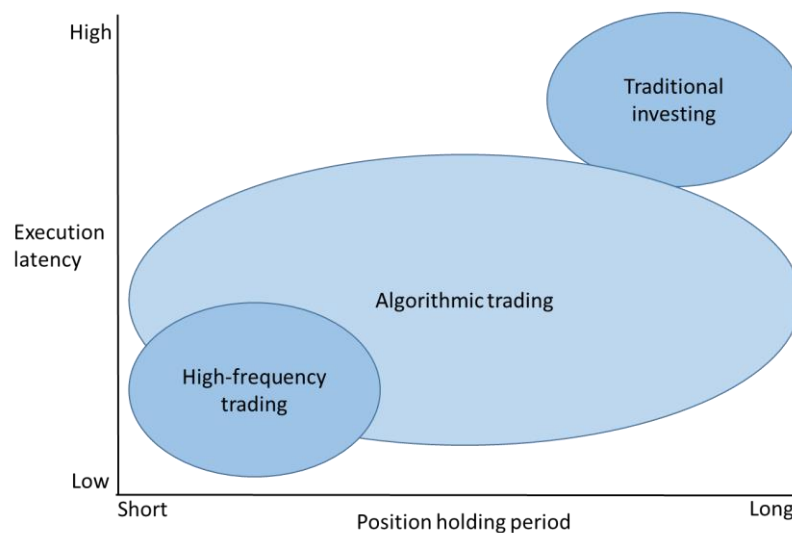 High
Traditional
investing
Execution
latency
Algorithmic trading
High-frequency
trading
Low
Short
Long
Position holding period